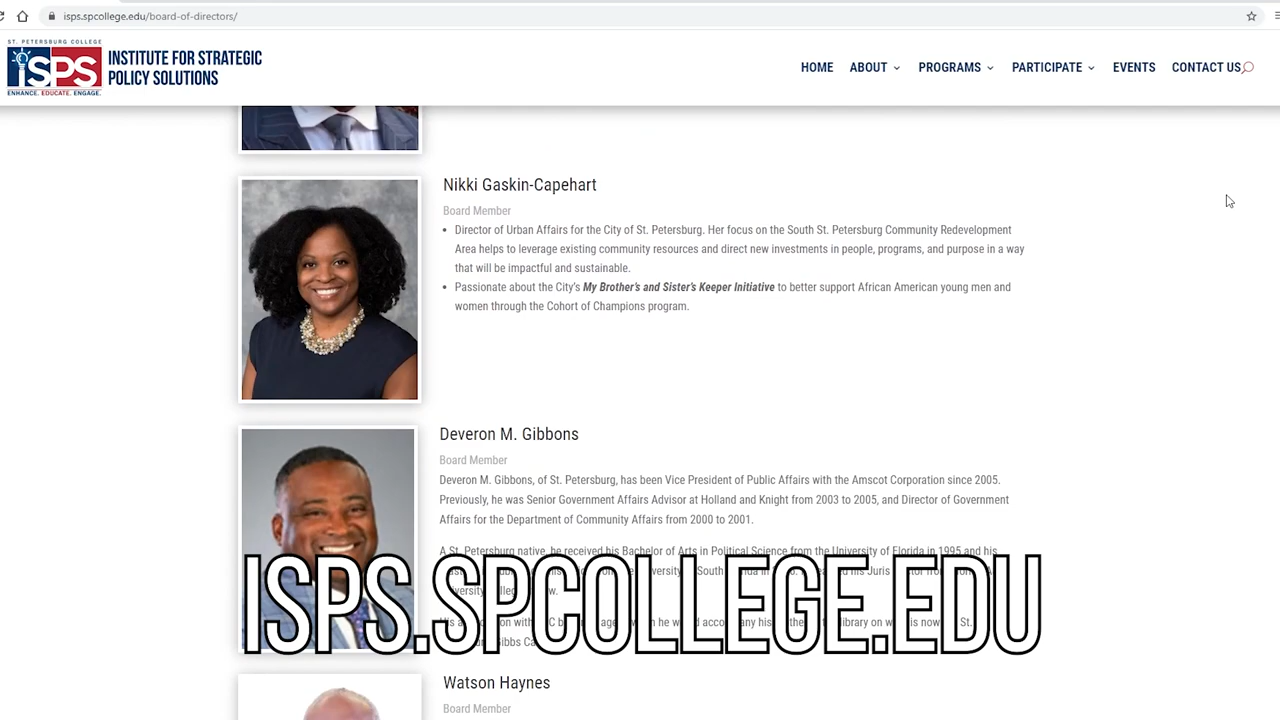 isps.spcollege.edu/board-of-directors/
ST. PETERSBURG COLLEGE
iSPS
ENHANCE. EDUCATE. ENGAGE.
INSTITUTE FOR STRATEGIC
POLICY SOLUTIONS
HOME ABOUT PROGRAMS PARTICIPATE EVENTS CONTACT US
Nikki Gaskin-Capehart
Board Member
• Director of Urban Affairs for the City of St. Petersburg. Her focus on the South St. Petersburg Community Redevelopment
Area helps to leverage existing community resources and direct new investments in people, programs, and purpose in a way
that will be impactful and sustainable.
• Passionate about the City's My Brother's and Sister's Keeper Initiative to better support African American young men and
women through the Cohort of Champions program.
Deveron M. Gibbons
Board Member
Deveron M. Gibbons, of St. Petersburg, has been Vice President of Public Affairs with the Amscot Corporation since 2005.
Previously, he was Senior Government Affairs Advisor at Holland and Knight from 2003 to 2005, and Director of Government
Affairs for the Department of Community Affairs from 2000 to 2001.
A St. Petersburg native, he received his Bachelor of Arts in Political Science from the University of Florida in 1995 and his
ISPS.SPCOLLEGE.EDU
Watson Haynes
Board Member